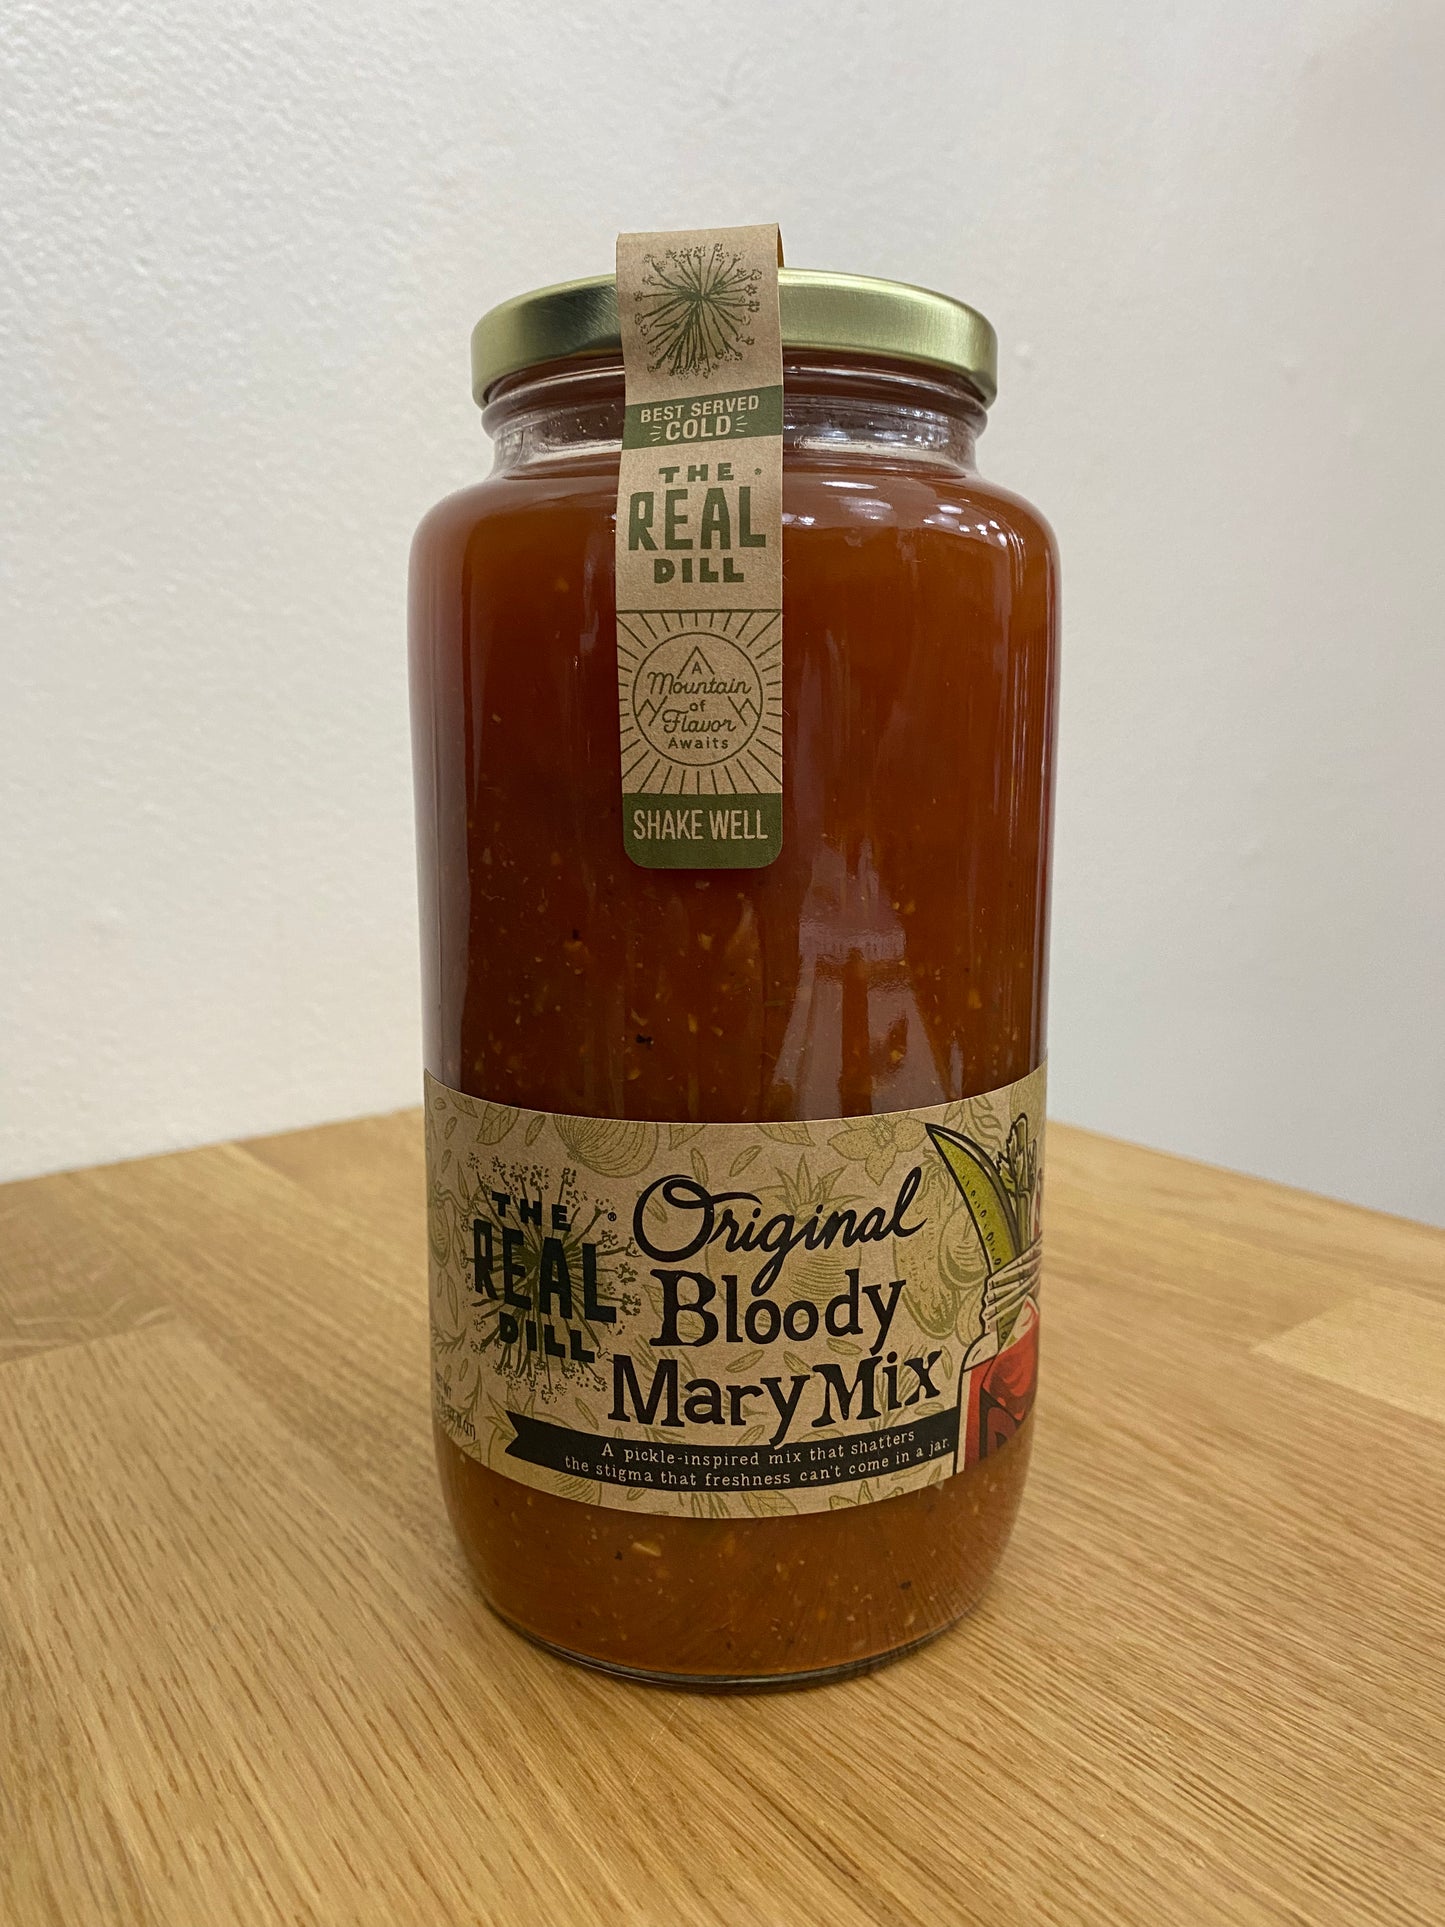 BEST SERVED
COLD
THE
REAL
DILL
A
Mountain
of
Flavor
Awaits
SHAKE WELL
THE
REAL
DILL
®
Original
Bloody
Mary Mix
A pickle-inspired mix that shatters
the stigma that freshness can't come in a jar.